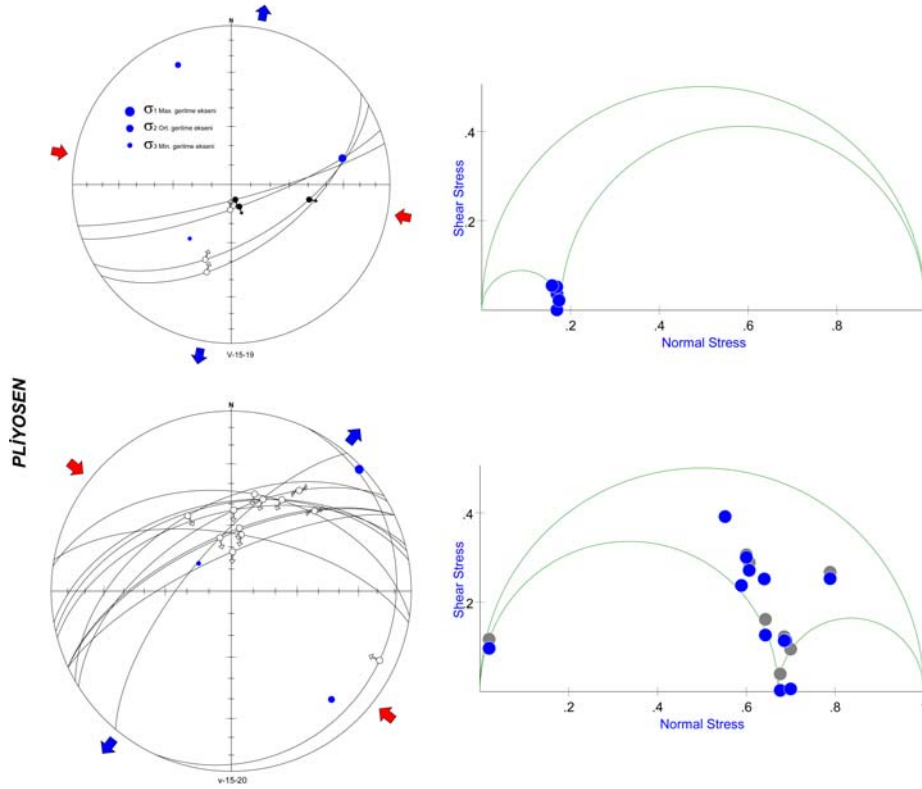 N
σ1 Max. gerilme ekseni
σ2 Ort. gerilme ekseni
σ3 Min. gerilme ekseni
V-15-19
Shear Stress
.4
.2
.2
.4
.6
.8
Normal Stress
PLİYOSEN
N
v-15-20
Shear Stress
.4
.2
.2
.4
.6
.8
Normal Stress